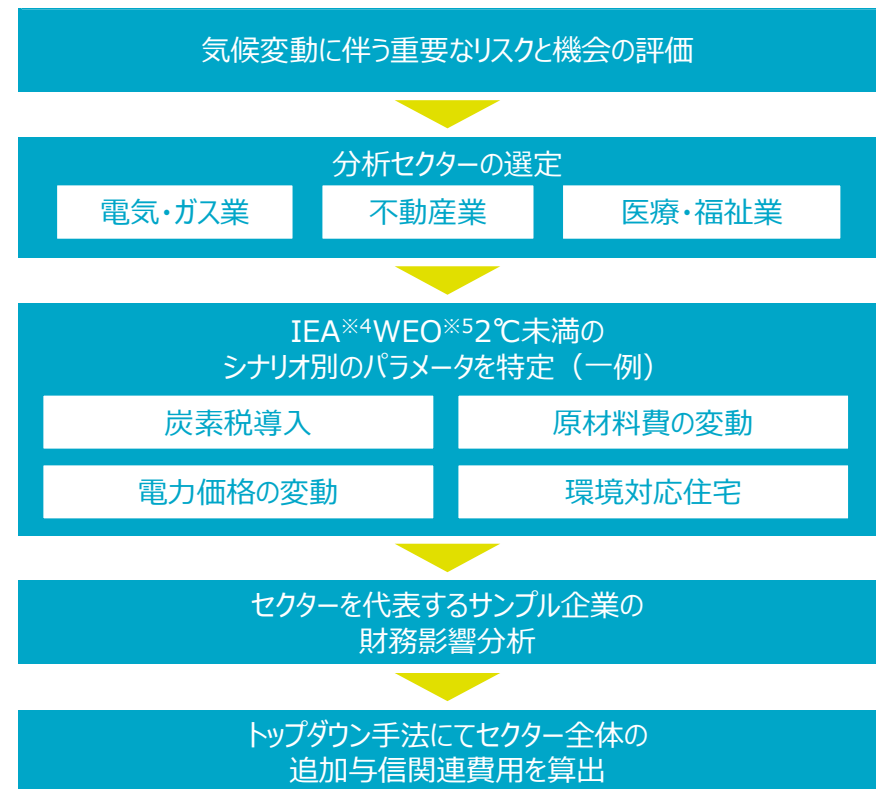 気候変動に伴う重要なリスクと機会の評価
分析セクターの選定
電気・ガス業
不動産業
医療・福祉業
IEA※4WEO※52℃未満の
シナリオ別のパラメータを特定（一例）
炭素税導入
原材料費の変動
電力価格の変動
環境対応住宅
セクターを代表するサンプル企業の
財務影響分析
トップダウン手法にてセクター全体の
追加与信関連費用を算出